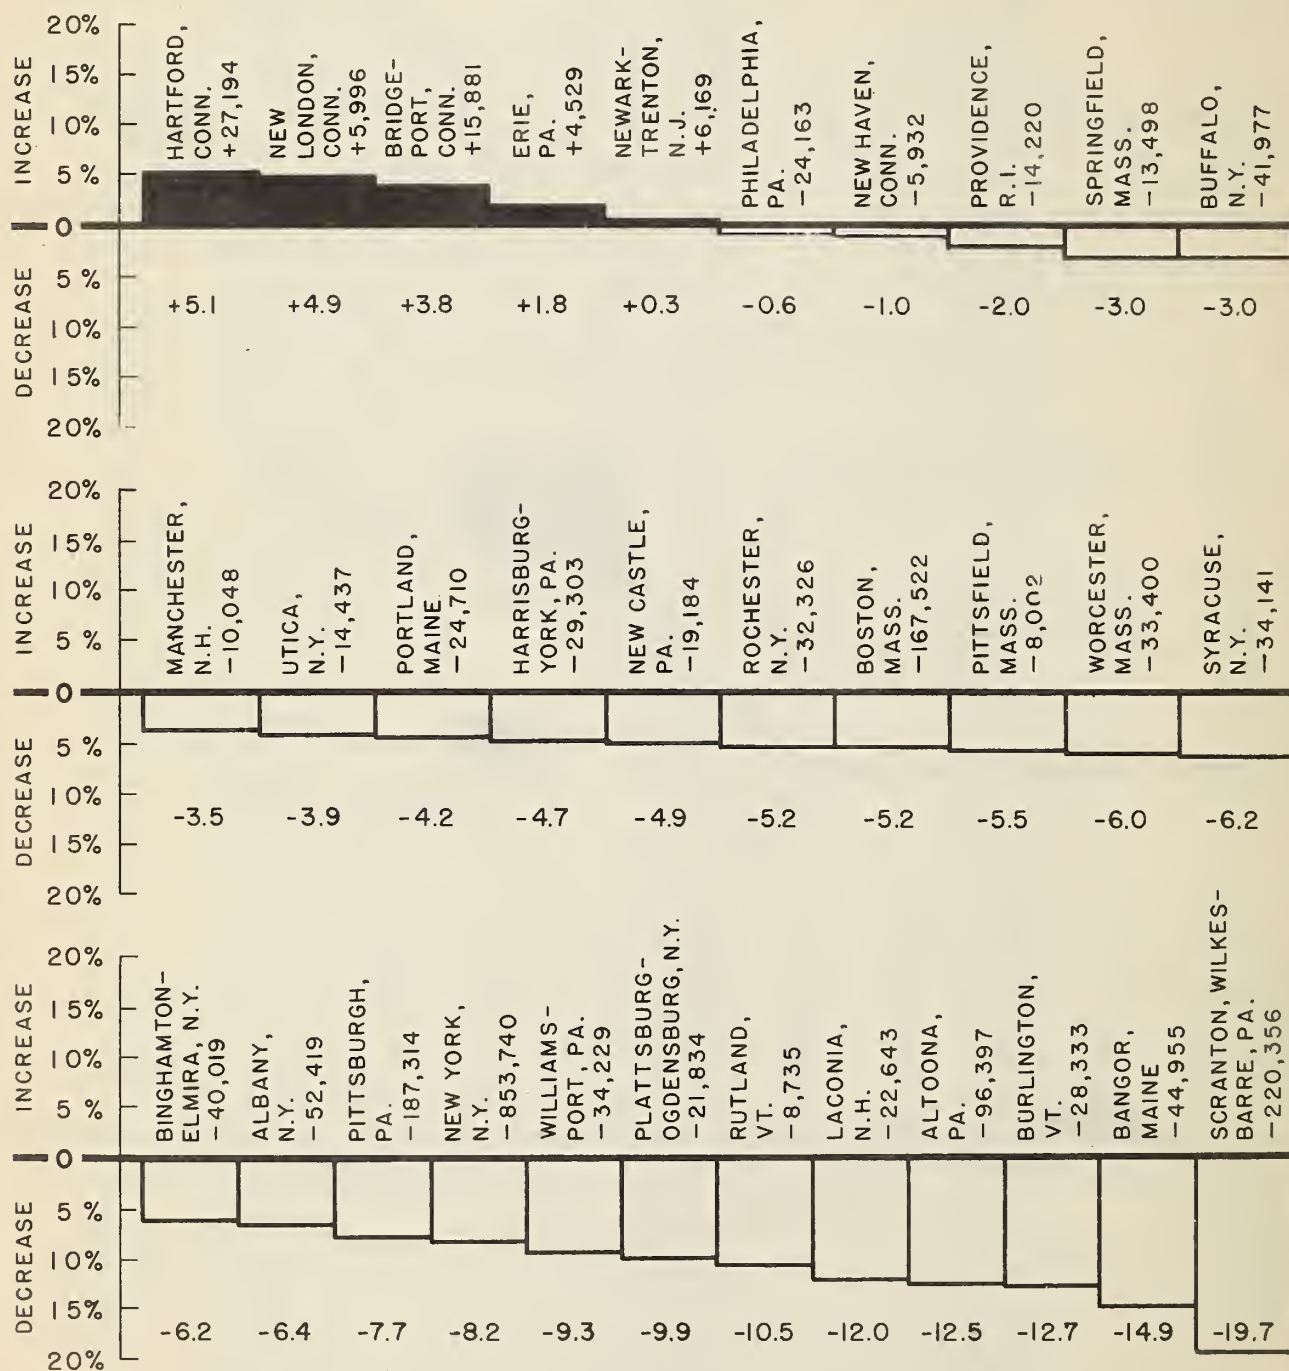 20%
15%
10%
5%
0
5%
10%
15%
20%
INCREASE
DECREASE
HARTFORD,
CONN.
+27,194
NEW
LONDON,
CONN.
+5,996
BRIDGE-
PORT,
CONN.
+15,881
ERIE,
PA.
+4,529
NEWARK-
TRENTON,
N.J.
+6,169
PHILADELPHIA,
PA.
-24,163
NEW HAVEN,
CONN.
-5,932
PROVIDENCE,
R.I.
-14,220
SPRINGFIELD,
MASS.
-13,498
BUFFALO,
N.Y.
-41,977
+5.1 +4.9 +3.8 +1.8 +0.3 -0.6 -1.0 -2.0 -3.0 -3.0
20%
15%
10%
5%
0
5%
10%
15%
20%
INCREASE
DECREASE
MANCHESTER,
N.H.
-10,048
UTICA,
N.Y.
-14,437
PORTLAND,
MAINE
-24,710
HARRISBURG-
YORK, PA.
-29,303
NEW CASTLE,
PA.
-19,184
ROCHESTER,
N.Y.
-32,326
BOSTON,
MASS.
-167,522
PITTSFIELD,
MASS.
-8,002
WORCESTER,
MASS.
-33,400
SYRACUSE,
N.Y.
-34,141
-3.5 -3.9 -4.2 -4.7 -4.9 -5.2 -5.2 -5.5 -6.0 -6.2
20%
15%
10%
5%
0
5%
10%
15%
20%
INCREASE
DECREASE
BINGHAMTON-
ELMIRA, N.Y.
-40,019
ALBANY,
N.Y.
-52,419
PITTSBURGH,
PA.
-187,314
NEW YORK,
N.Y.
-853,740
WILLIAMS-
PORT, PA.
-34,229
PLATTSBURG-
OGDENSBURG, N.Y.
-21,834
RUTLAND,
VT.
-8,735
LACONIA,
N.H.
-22,643
ALTOONA,
PA.
-96,397
BURLINGTON,
VT.
-28,333
BANGOR,
MAINE
-44,955
SCRANTON, WILKES-
BARRE, PA.
-220,356
-6.2 -6.4 -7.7 -8.2 -9.3 -9.9 -10.5 -12.0 -12.5 -12.7 -14.9 -19.7